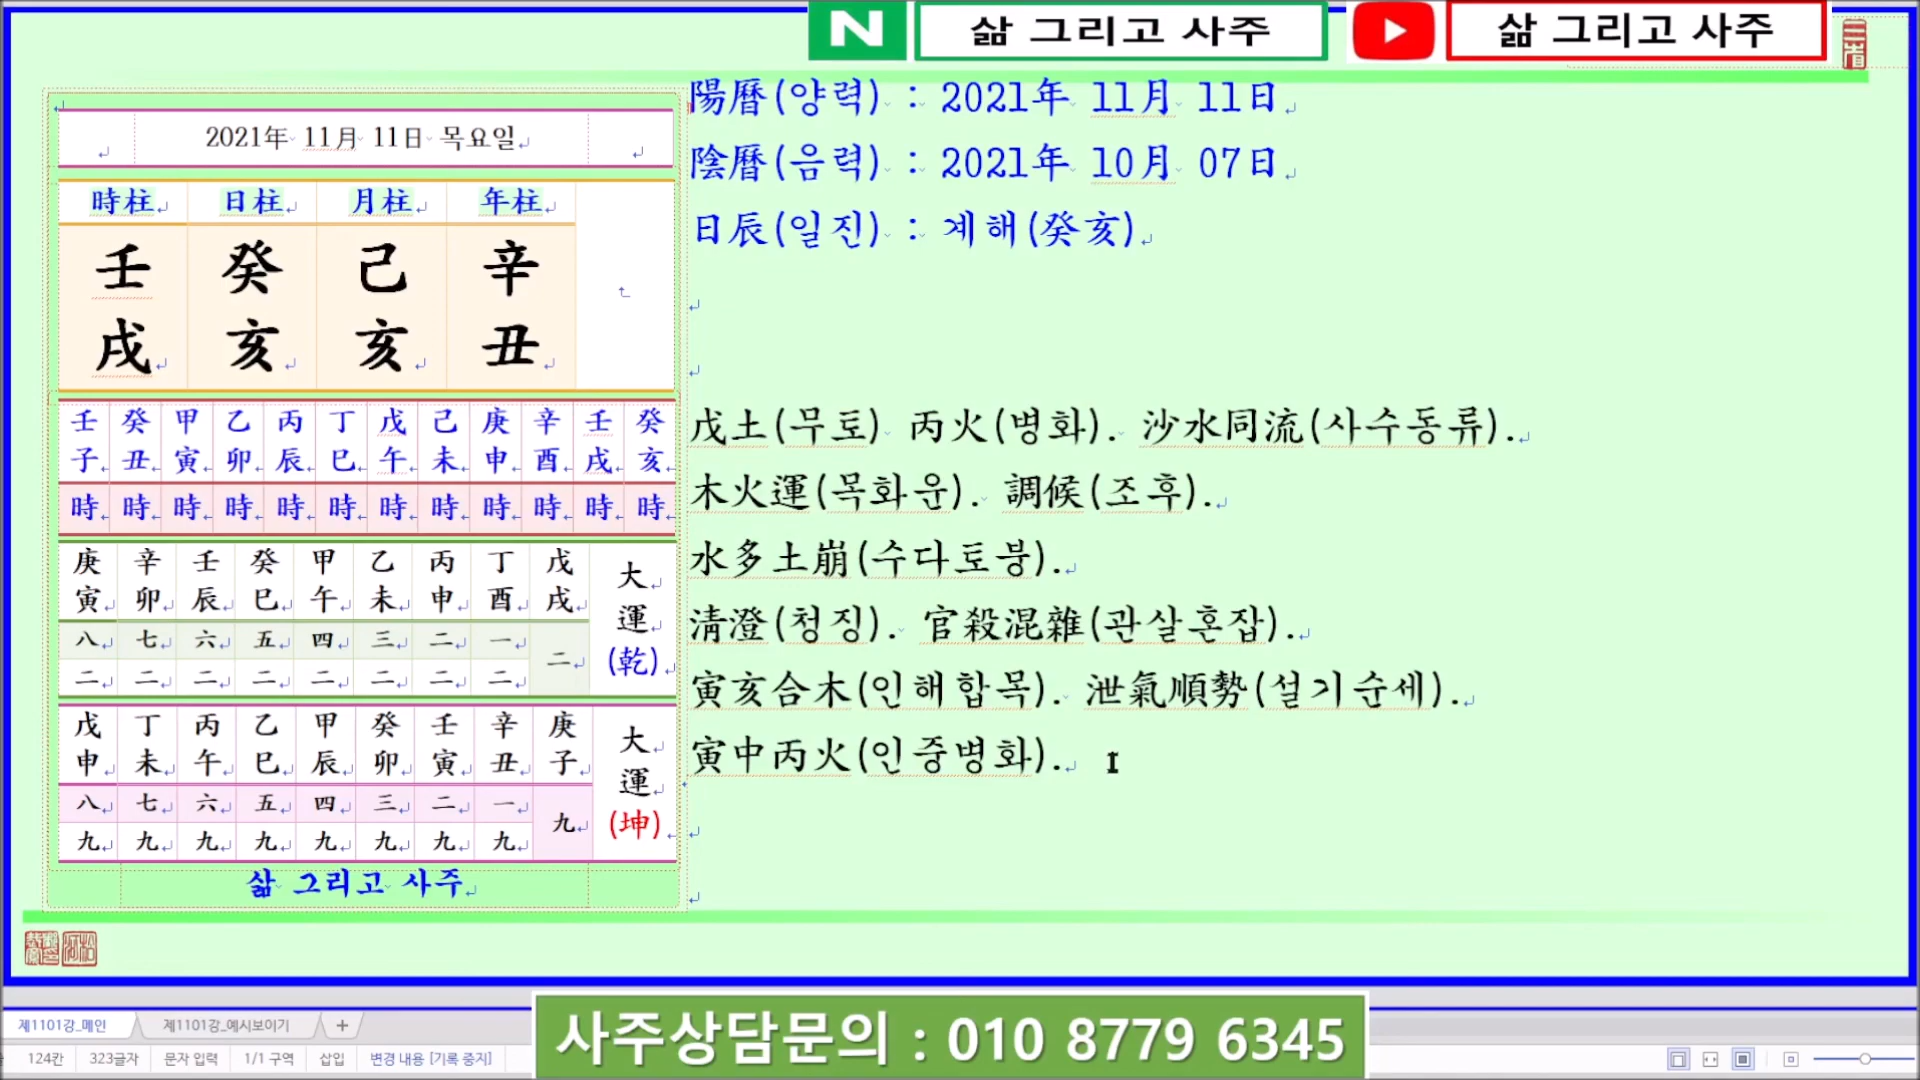 N 삶 그리고 사주 삶 그리고 사주
陽曆(양력) : 2021年 11月 11日
陰曆(음력) : 2021年 10月 07日
日辰(일진) : 계해(癸亥)
2021年 11月 11日 목요일
時柱 日柱 月柱 年柱
壬 癸 己 辛
戌 亥 亥 丑
壬 癸 甲 乙 丙 丁 戊 己 庚 辛 壬 癸
子 丑 寅 卯 辰 巳 午 未 申 酉 戌 亥
時 時 時 時 時 時 時 時 時 時 時 時
庚 辛 壬 癸 甲 乙 丙 丁 戊
寅 卯 辰 巳 午 未 申 酉 戌
八 七 六 五 四 三 二 一
二 二 二 二 二 二 二 二 二
大
運
(乾)
戊 丁 丙 乙 甲 癸 壬 辛 庚
申 未 午 巳 辰 卯 寅 丑 子
八 七 六 五 四 三 二 一
九 九 九 九 九 九 九 九 九
大
運
(坤)
삶 그리고 사주
戊土(무토) 丙火(병화). 沙水同流(사수동류).
木火運(목화운). 調候(조후).
水多土崩(수다토붕).
清澄(청징). 官殺混雜(관살혼잡).
寅亥合木(인해합목). 泄氣順勢(설기순세).
寅中丙火(인중병화).
제1101강_메인 제1101강_예시보이기 +
124칸 323글자 문자 입력 1/1 구역 삽입 변경 내용 [기록 중지]
사주상담문의 : 010 8779 6345